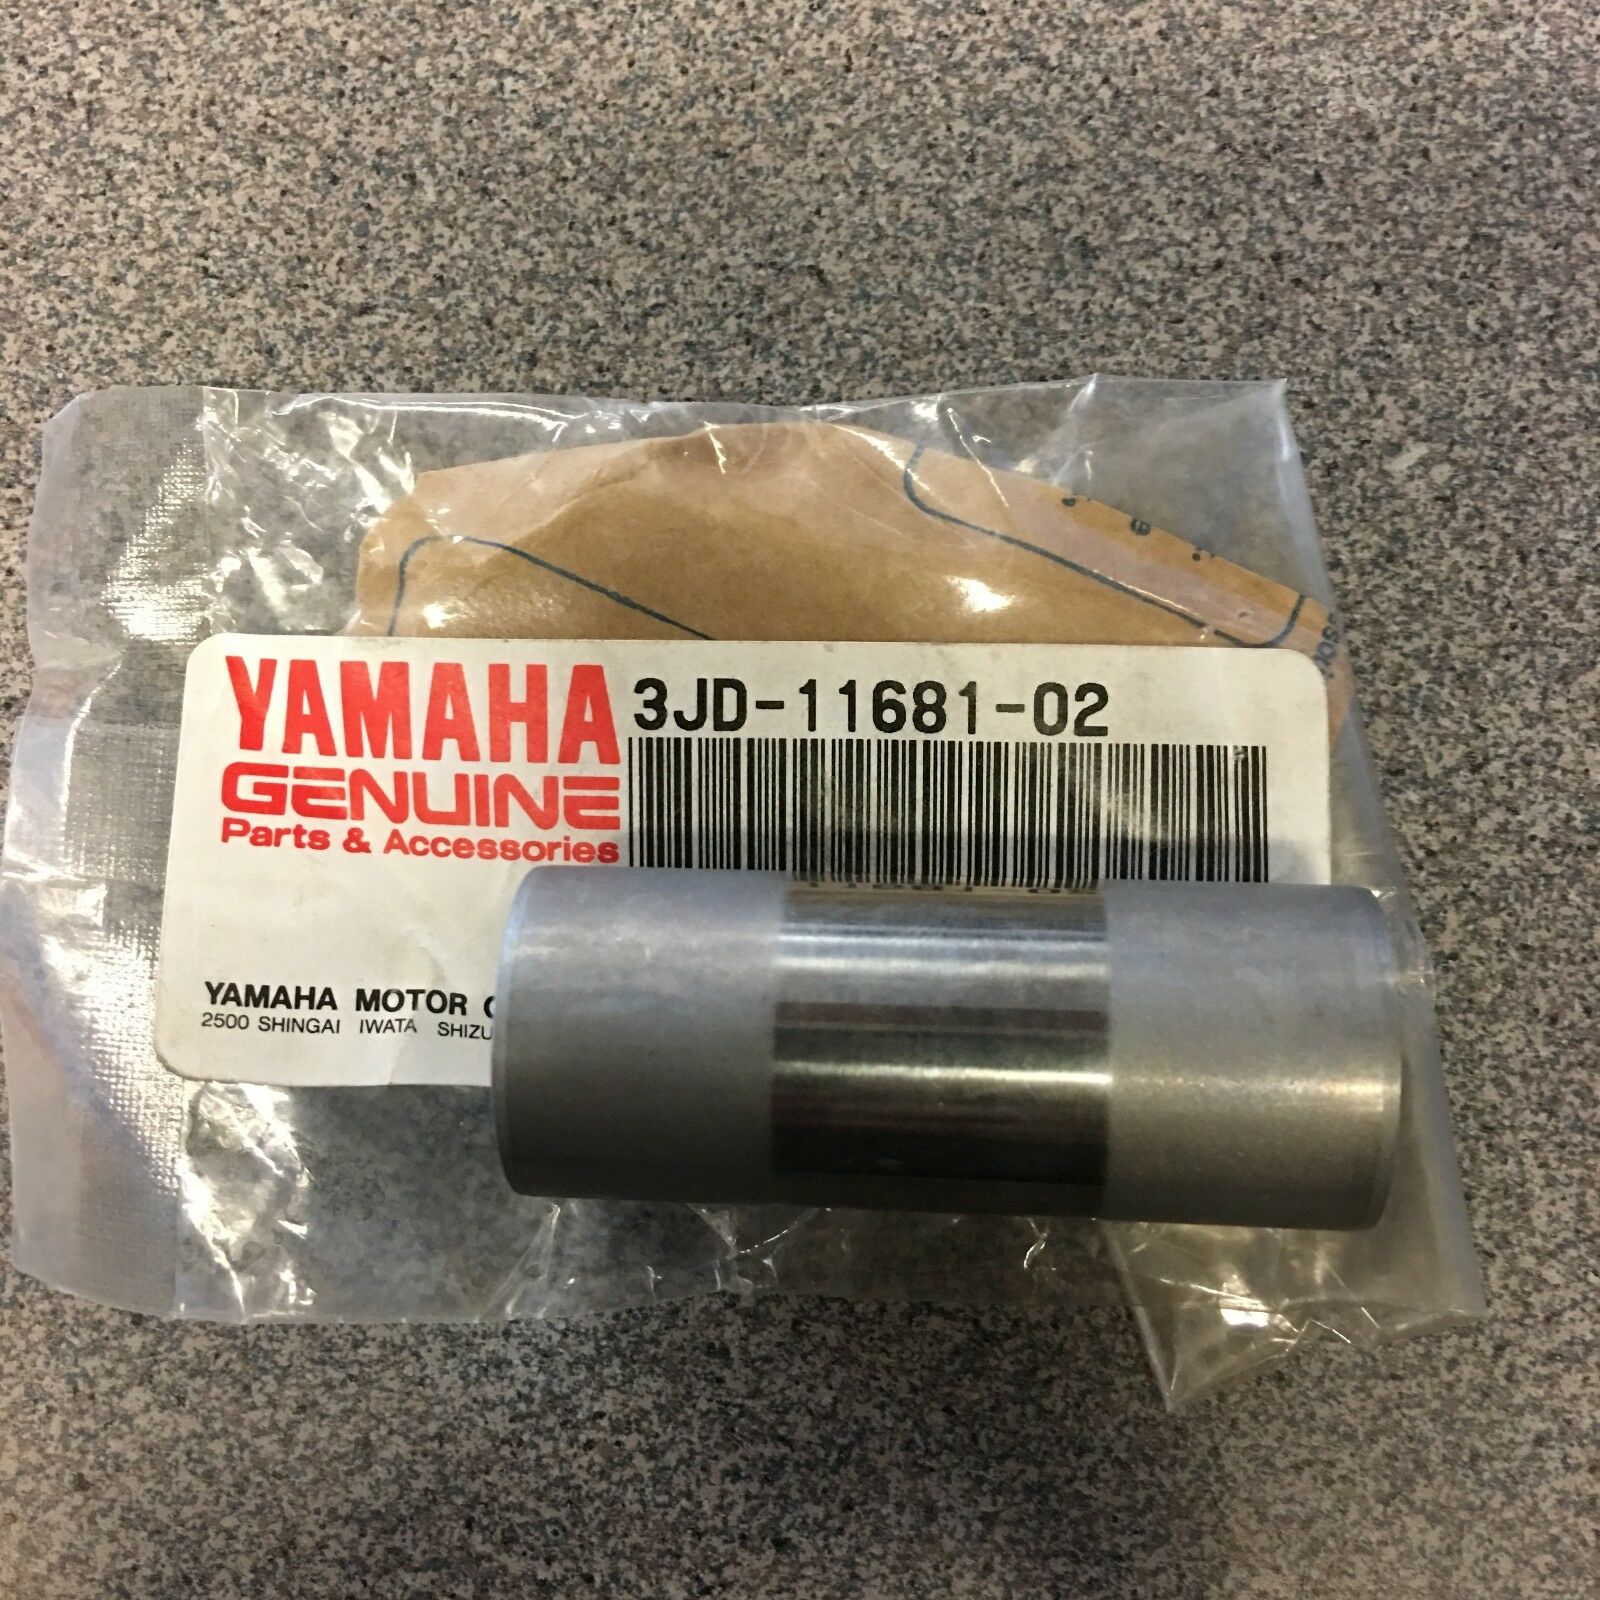 YAMAHA
GENUINE
Parts & Accessories
3JD-11681-02
YAMAHA MOTOR
2500 SHINGAI IWATA